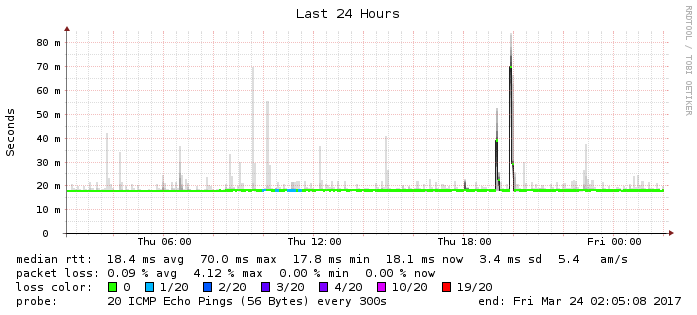 Last 24 Hours
RRDTOOL / TOBI OETIKER
Seconds
80 m
70 m
60 m
50 m
40 m
30 m
20 m
10 m
0
Thu 06:00 Thu 12:00 Thu 18:00 Fri 00:00
median rtt: 18.4 ms avg 70.0 ms max 17.8 ms min 18.1 ms now 3.4 ms sd 5.4 am/s
packet loss: 0.09 % avg 4.12 % max 0.00 % min 0.00 % now
loss color: 0 1/20 2/20 3/20 4/20 10/20 19/20
probe: 20 ICMP Echo Pings (56 Bytes) every 300s end: Fri Mar 24 02:05:08 2017